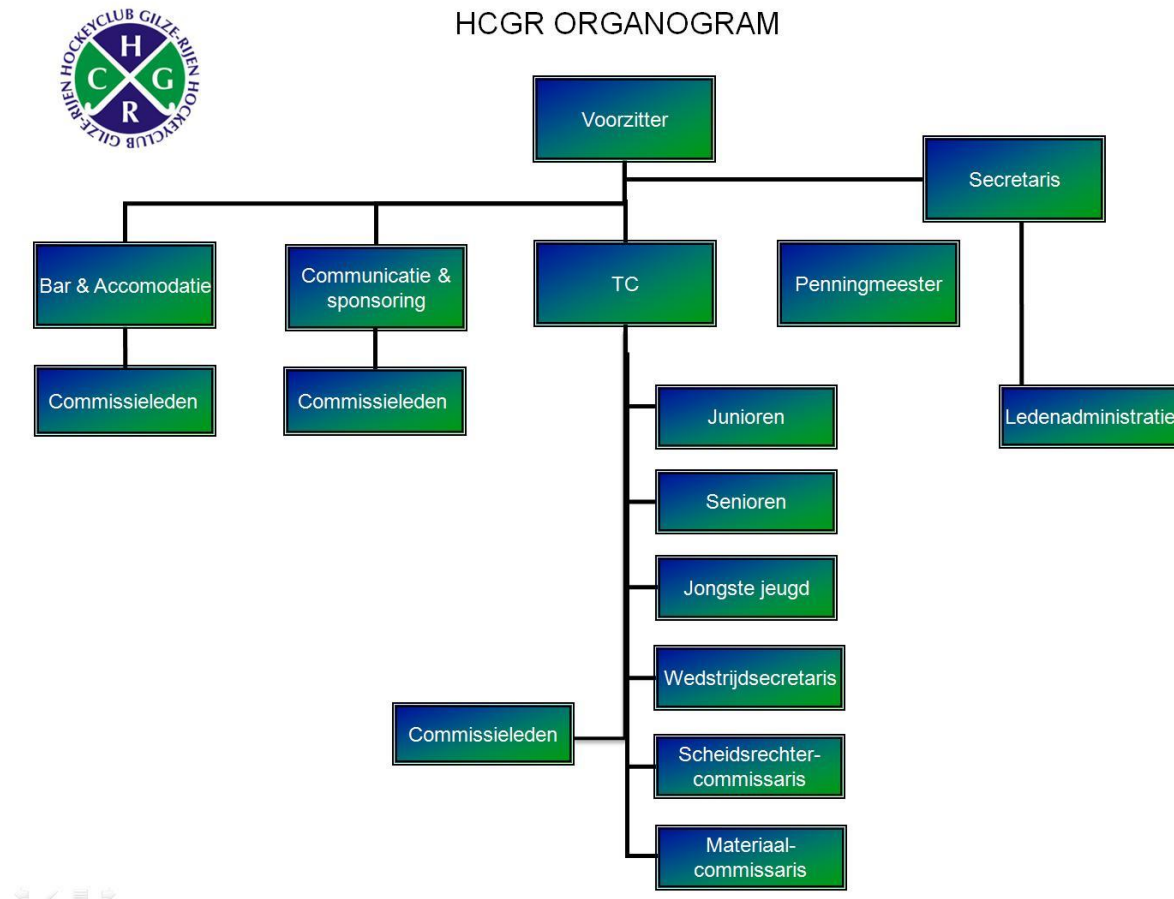 HCGR ORGANOGRAM
HOCKEYCLUB GILZE-RIJEN HOCKEYCLUB GILZE-RIJEN
H
C G
R
Voorzitter
Secretaris
Bar & Accomodatie
Communicatie &
sponsoring
TC
Penningmeester
Commissieleden
Commissieleden
Junioren
Ledenadministratie
Senioren
Jongste jeugd
Wedstrijdsecretaris
Commissieleden
Scheidsrechter-
commissaris
Materiaal-
commissaris